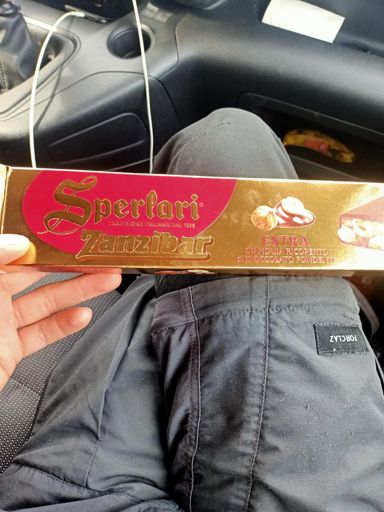 Sperlari®
TRADIZIONE ITALIANA DAL 1836
Zanzibar
EXTRA
GIANDUIA RICOPERTO
DI CIOCCOLATO FONDENTE
FORCLAZ